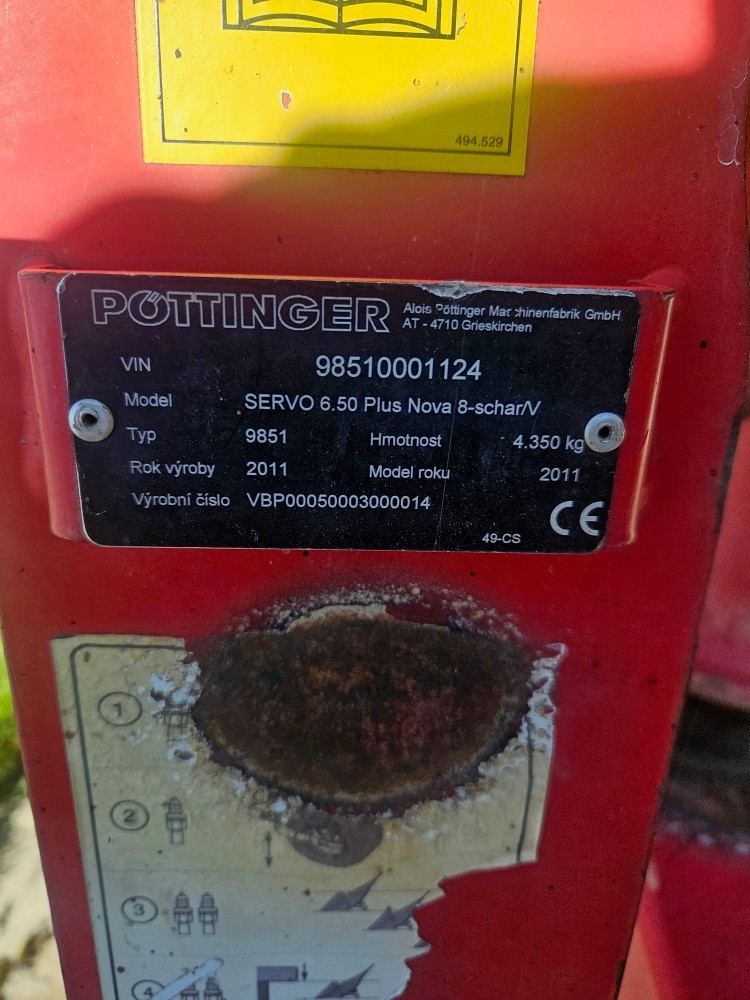 494.529
PÖTTINGER
Alois Pöttinger Maschinenfabrik GmbH
AT - 4710 Grieskirchen
VIN 98510001124
Model SERVO 6.50 Plus Nova 8-schar/V
Typ 9851 Hmotnost 4.350 kg
Rok výroby 2011 Model roku 2011
Výrobní číslo VBP00050003000014
CE
49-CS
1
2
3
4